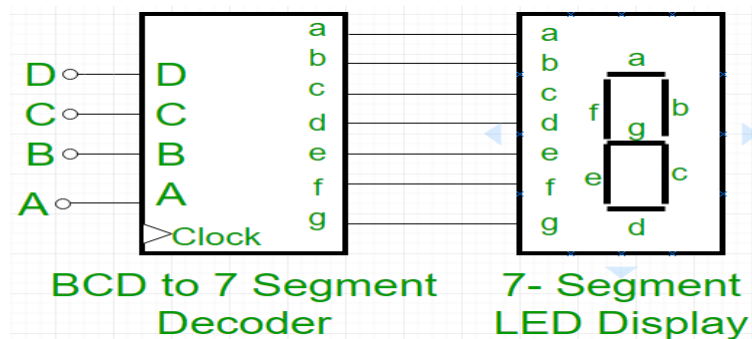 D
C
B
A
D
C
B
A
Clock
a
b
c
d
e
f
g
a
b
c
d
e
f
g
a
f
b
g
e
c
d
BCD to 7 Segment
Decoder
7- Segment
LED Display